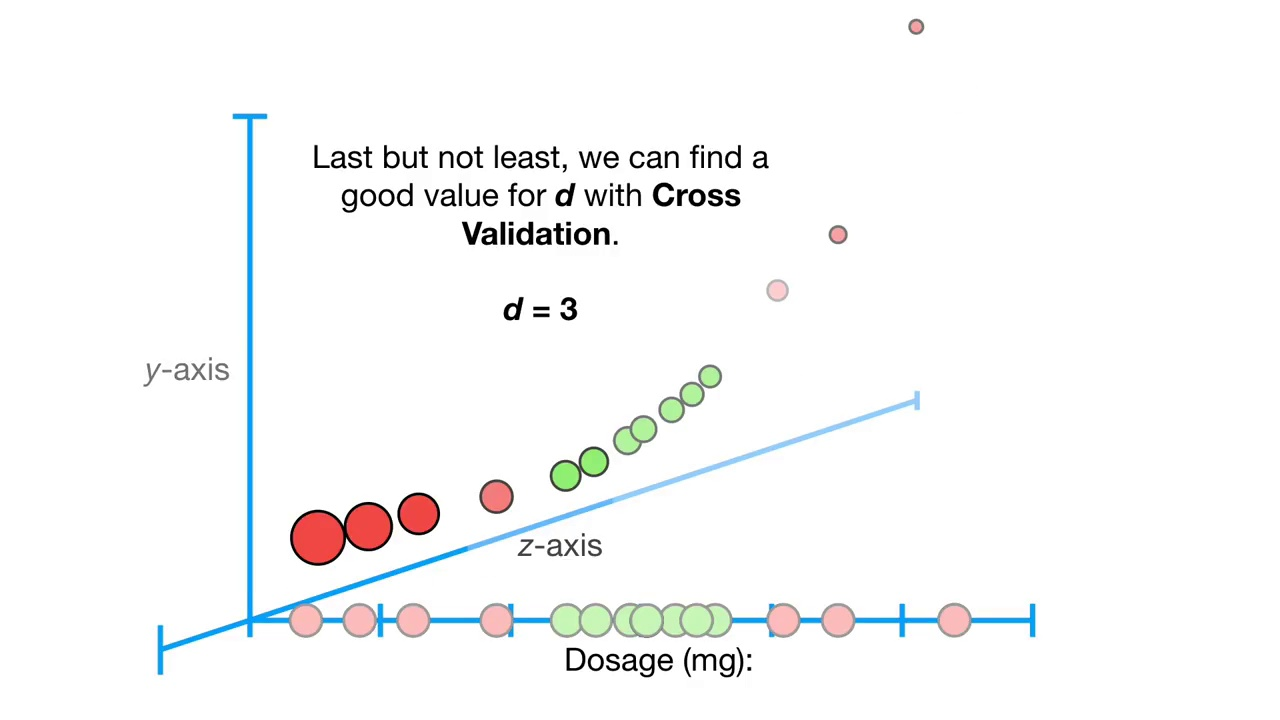 Last but not least, we can find a
good value for d with Cross
Validation.
d = 3
y-axis
z-axis
Dosage (mg):